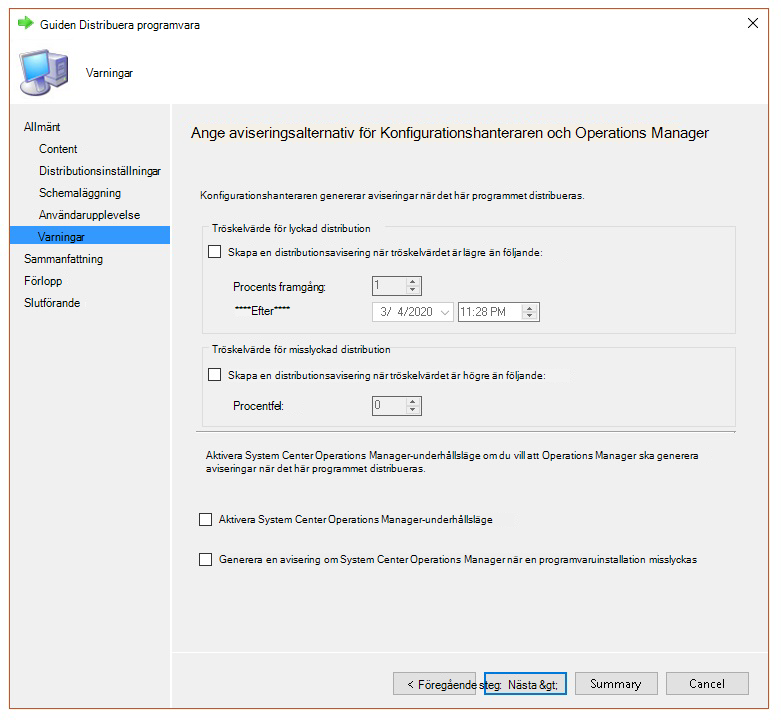 Guiden Distribuera programvara
Varningar
Allmänt
Content
Distributionsinställningar
Schemaläggning
Användarupplevelse
Varningar
Sammanfattning
Förlopp
Slutförande
Ange aviseringsalternativ för Konfigurationshanteraren och Operations Manager
Konfigurationshanteraren genererar aviseringar när det här programmet distribueras.
Tröskelvärde för lyckad distribution
Skapa en distributionsavisering när tröskelvärdet är lägre än följande:
Procents framgång:
1
****Efter****
3/ 4/2020
11:28 PM
Tröskelvärde för misslyckad distribution
Skapa en distributionsavisering när tröskelvärdet är högre än följande:
Procentfel:
0
Aktivera System Center Operations Manager-underhållsläge om du vill att Operations Manager ska generera
aviseringar när det här programmet distribueras.
Aktivera System Center Operations Manager-underhållsläge
Generera en avisering om System Center Operations Manager när en programvaruinstallation misslyckas
< Föregående steg:
Nästa &gt;
Summary
Cancel